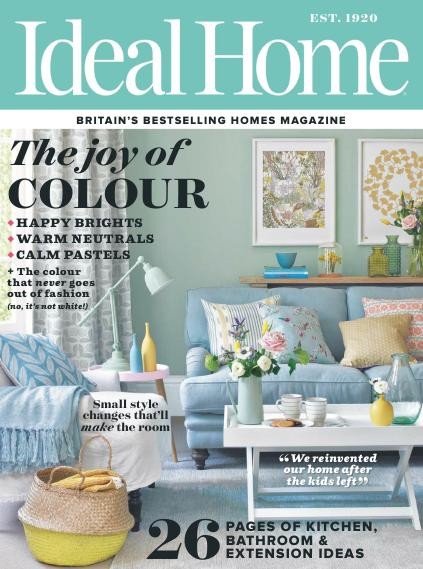 EST. 1920
Ideal Home
BRITAIN'S BESTSELLING HOMES MAGAZINE
The joy of
COLOUR
HAPPY BRIGHTS
WARM NEUTRALS
CALM PASTELS
+ The colour
that never goes
out of fashion
(no, it's not white!)
Small style
changes that'll
make the room
“We reinvented
our home after
the kids left”
26 PAGES OF KITCHEN,
BATHROOM &
EXTENSION IDEAS